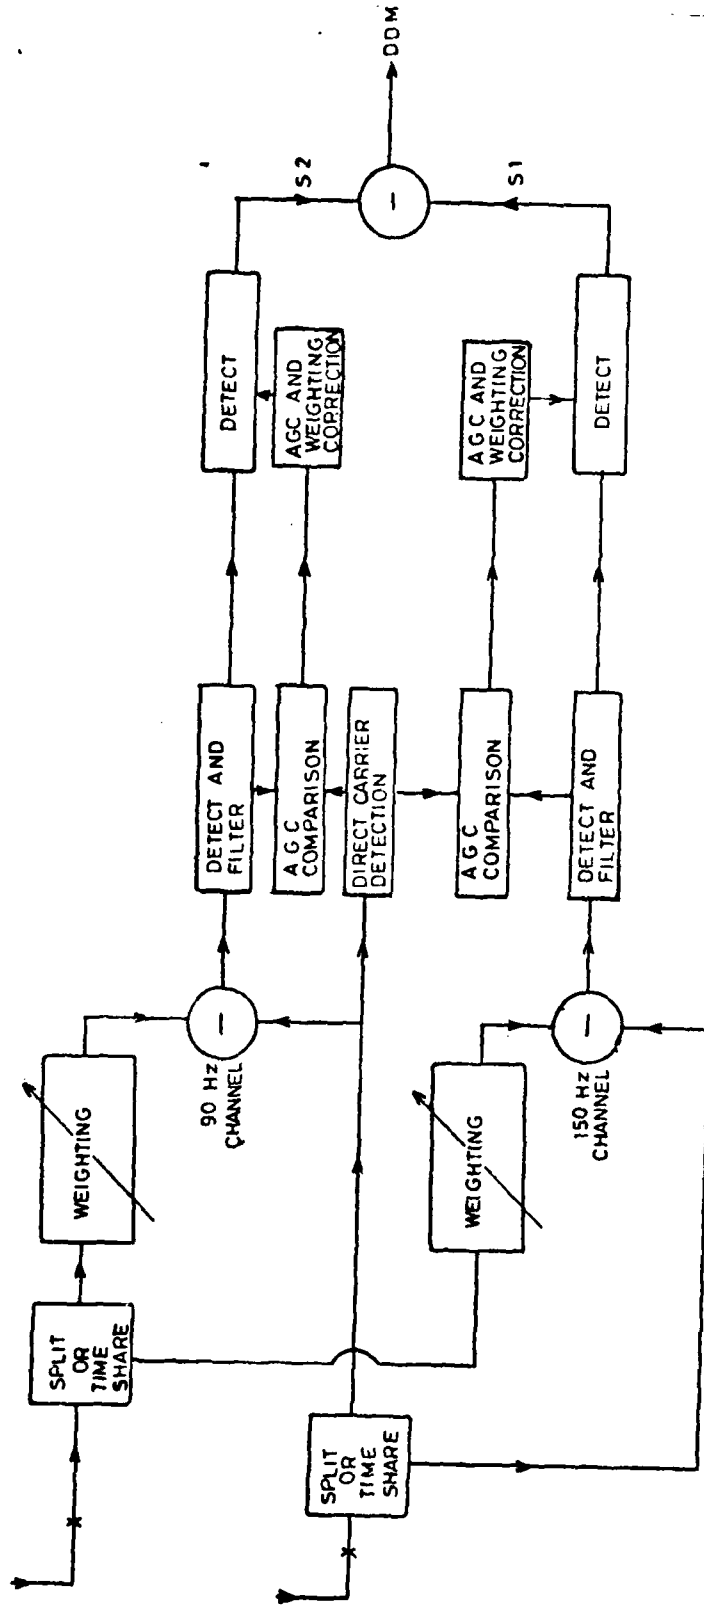 SPLIT
OR
TIME
SHARE
WEIGHTING
90 Hz
CHANNEL
DETECT AND
FILTER
DETECT
1
AGC
COMPARISON
AGC AND
WEIGHTING
CORRECTION
S2
DIRECT CARRIER
DETECTION
DDM
SPLIT
OR
TIME
SHARE
WEIGHTING
150 Hz
CHANNEL
AGC
COMPARISON
AGC AND
WEIGHTING
CORRECTION
S1
DETECT AND
FILTER
DETECT